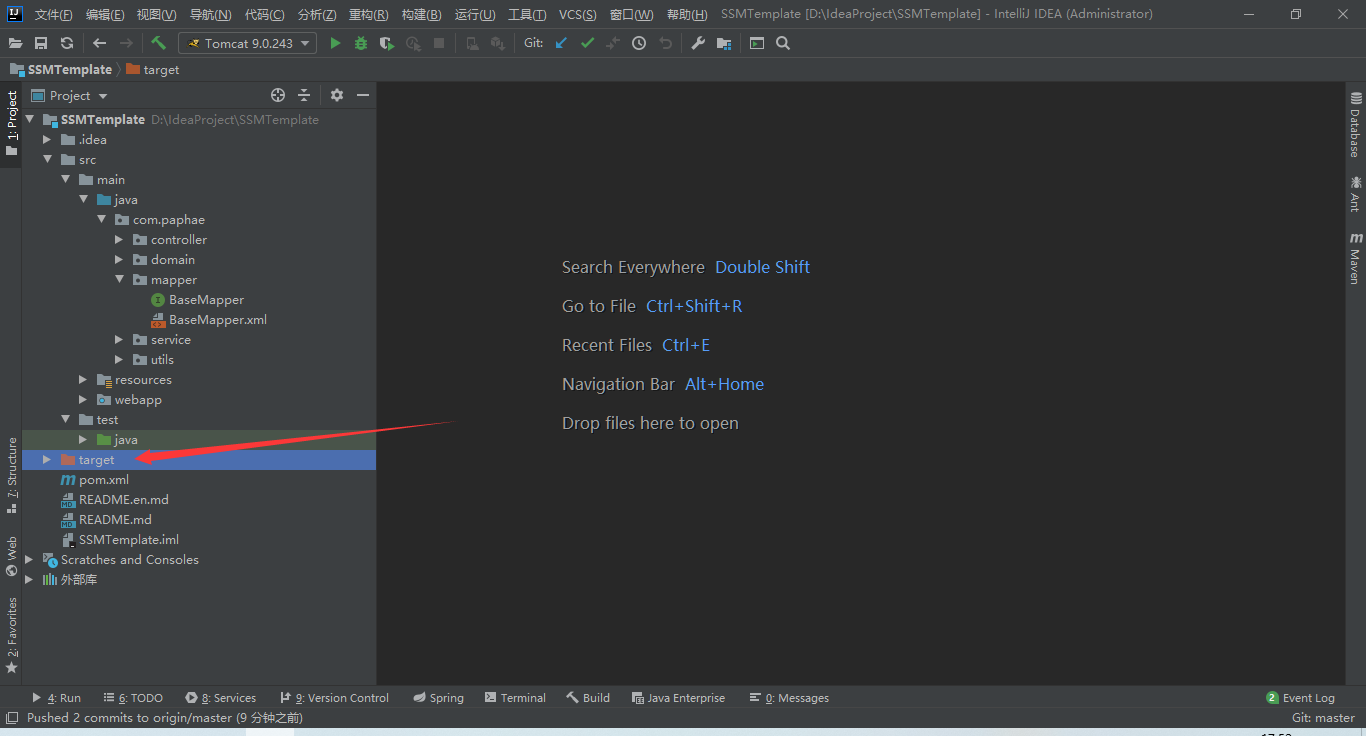 文件(F) 编辑(E) 视图(V) 导航(N) 代码(C) 分析(Z) 重构(R) 构建(B) 运行(U) 工具(T) VCS(S) 窗口(W) 帮助(H) SSMTemplate [D:\IdeaProject\SSMTemplate] - IntelliJ IDEA (Administrator)
Tomcat 9.0.243 Git:
SSMTemplate target
1: Project
Project
SSMTemplate D:\IdeaProject\SSMTemplate
.idea
src
main
java
com.paphae
controller
domain
mapper
BaseMapper
BaseMapper.xml
service
utils
resources
webapp
test
java
target
pom.xml
README.en.md
README.md
SSMTemplate.iml
Scratches and Consoles
外部库
7: Structure
Web
2: Favorites
Search Everywhere Double Shift
Go to File Ctrl+Shift+R
Recent Files Ctrl+E
Navigation Bar Alt+Home
Drop files here to open
Database
Ant
Maven
4: Run 6: TODO 8: Services 9: Version Control Spring Terminal Build Java Enterprise 0: Messages 2 Event Log
Pushed 2 commits to origin/master (9 分钟之前) Git: master